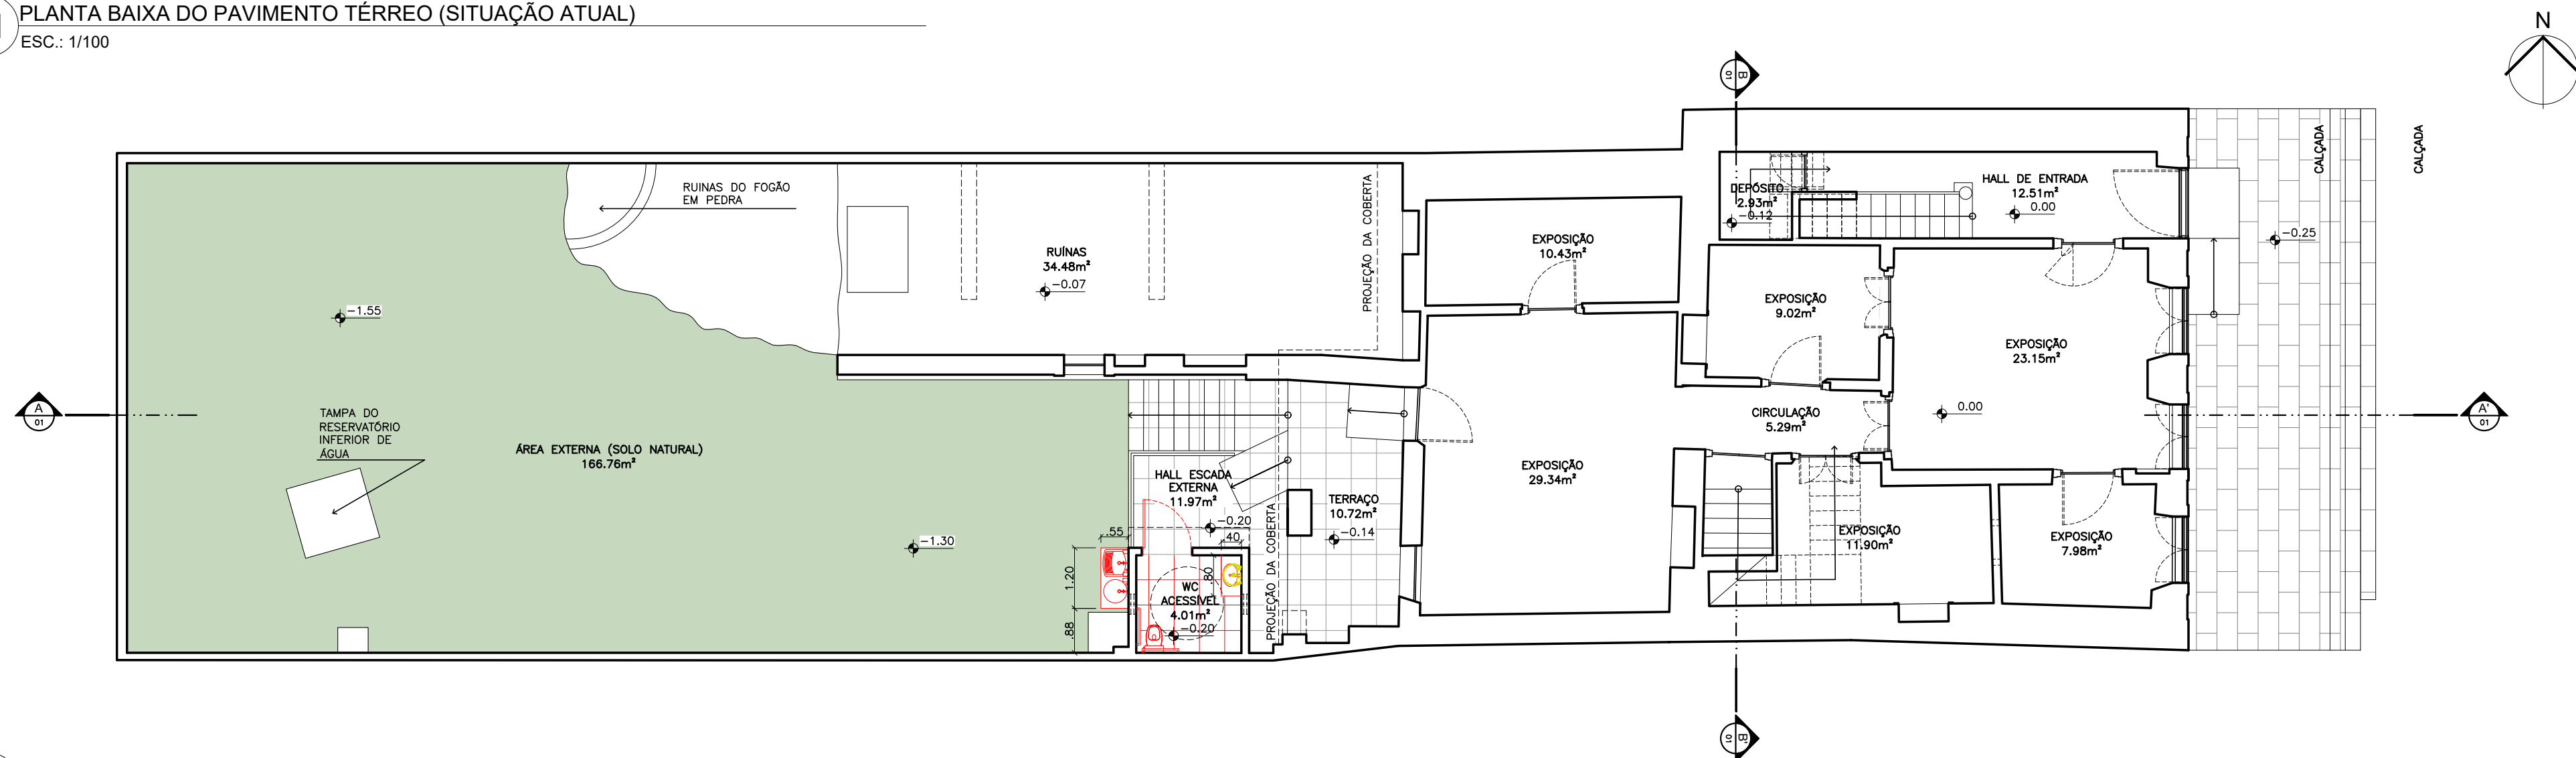 PLANTA BAIXA DO PAVIMENTO TÉRREO (SITUAÇÃO ATUAL)
ESC.: 1/100
N
B
01
CALÇADA
CALÇADA
RUINAS DO FOGÃO
EM PEDRA
PROJEÇÃO DA COBERTA
DEPÓSITO
2.93m²
-0.12
HALL DE ENTRADA
12.51m²
0.00
-0.25
RUÍNAS
34.48m²
-0.07
EXPOSIÇÃO
10.43m²
EXPOSIÇÃO
9.02m²
EXPOSIÇÃO
23.15m²
0.00
-1.55
A
01
A'
01
TAMPA DO
RESERVATÓRIO
INFERIOR DE
ÁGUA
ÁREA EXTERNA (SOLO NATURAL)
166.76m²
CIRCULAÇÃO
5.29m²
HALL ESCADA
EXTERNA
11.97m²
-0.20
EXPOSIÇÃO
29.34m²
TERRAÇO
10.72m²
-0.14
PROJEÇÃO DA COBERTA
EXPOSIÇÃO
11.90m²
EXPOSIÇÃO
7.98m²
-1.30
.55
.40
1.20
.80
.88
WC
ACESSÍVEL
4.01m²
-0.20
B'
01